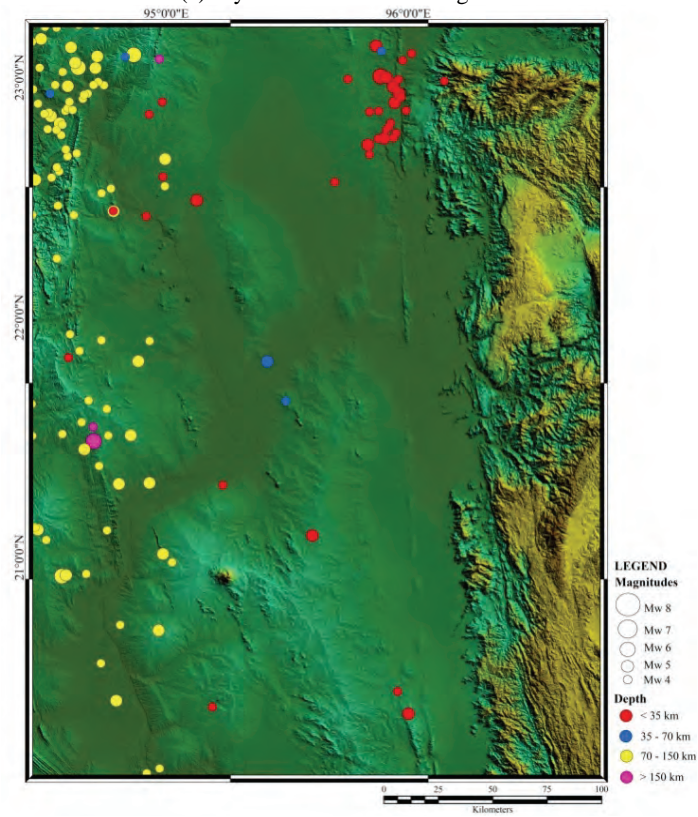 95°0'0"E 96°0'0"E
23°0'0"N
22°0'0"N
21°0'0"N
LEGEND
Magnitudes
Mw 8
Mw 7
Mw 6
Mw 5
Mw 4
Depth
< 35 km
35 - 70 km
70 - 150 km
> 150 km
0 25 50 75 100
Kilometers